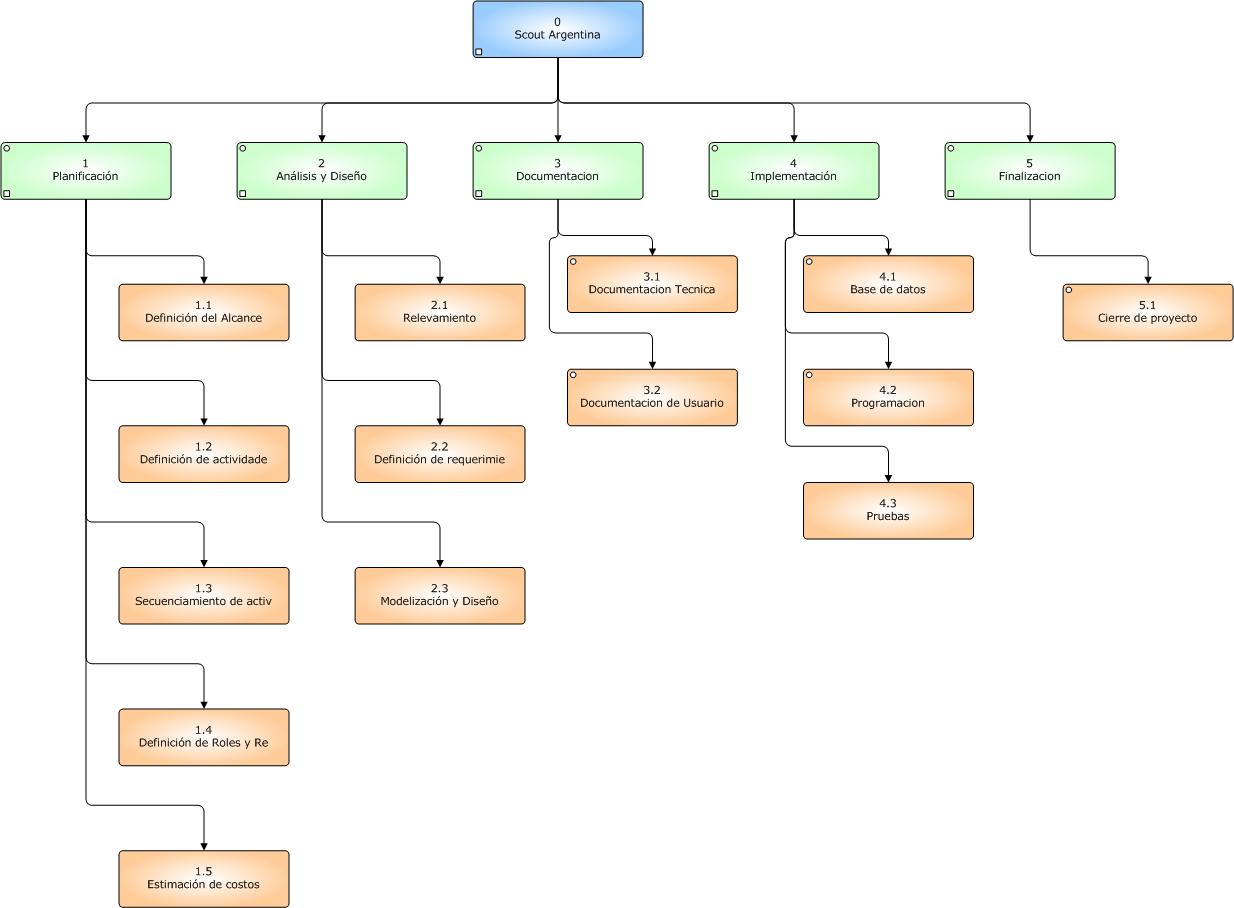 0
Scout Argentina
1
Planificación
2
Análisis y Diseño
3
Documentacion
4
Implementación
5
Finalizacion
1.1
Definición del Alcance
1.2
Definición de actividade
1.3
Secuenciamiento de activ
1.4
Definición de Roles y Re
1.5
Estimación de costos
2.1
Relevamiento
2.2
Definición de requerimie
2.3
Modelización y Diseño
3.1
Documentacion Tecnica
3.2
Documentacion de Usuario
4.1
Base de datos
4.2
Programacion
4.3
Pruebas
5.1
Cierre de proyecto